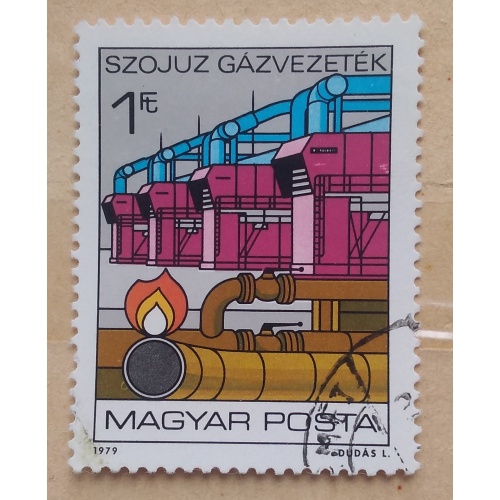 SZOJUZ GÁZVEZETÉK
1 Ft
MAGYAR POSTA
1979
DUDÁS L.